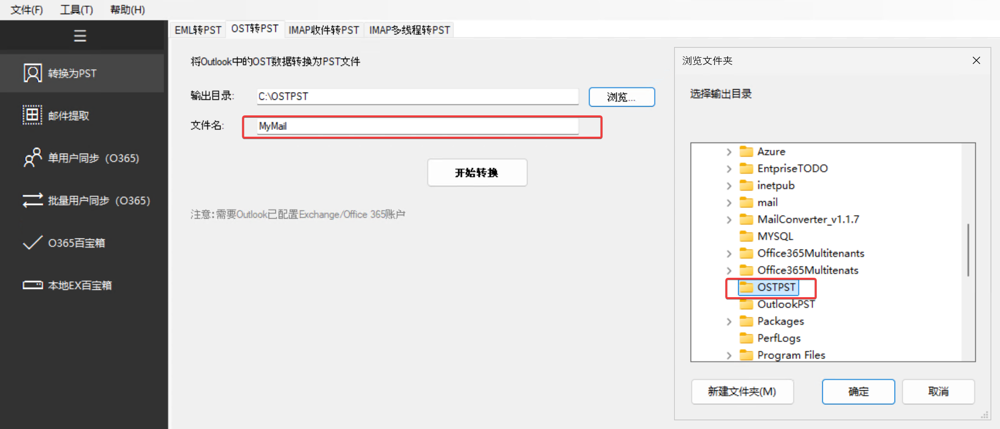 文件(F) 工具(T) 帮助(H)
转换为PST
邮件提取
单用户同步（O365)
批量用户同步（O365)
O365百宝箱
本地EX百宝箱
EML转PST OST转PST IMAP收件转PST IMAP多线程转PST
将Outlook中的OST数据转换为PST文件
输出目录: C:\OSTPST 浏览...
文件名: MyMail
开始转换
注意:需要Outlook已配置Exchange/Office 365账户
浏览文件夹
选择输出目录
Azure
EntpriseTODO
inetpub
mail
MailConverter_v1.1.7
MYSQL
Office365Multitenants
Office365Multitenats
OSTPST
OutlookPST
Packages
PerfLogs
Program Files
新建文件夹(M) 确定 取消